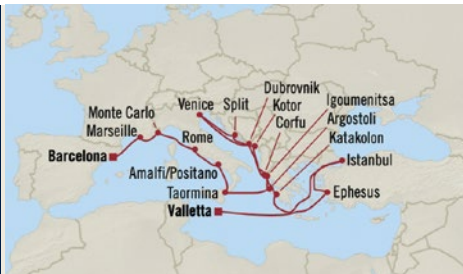 Dubrovnik
Venice Split
Kotor
Igoumenitsa
Monte Carlo
Corfu
Argostoli
Marseille
Rome
Katakolon
Barcelona
Istanbul
Amalfi/Positano
Ephesus
Taormina
Valletta